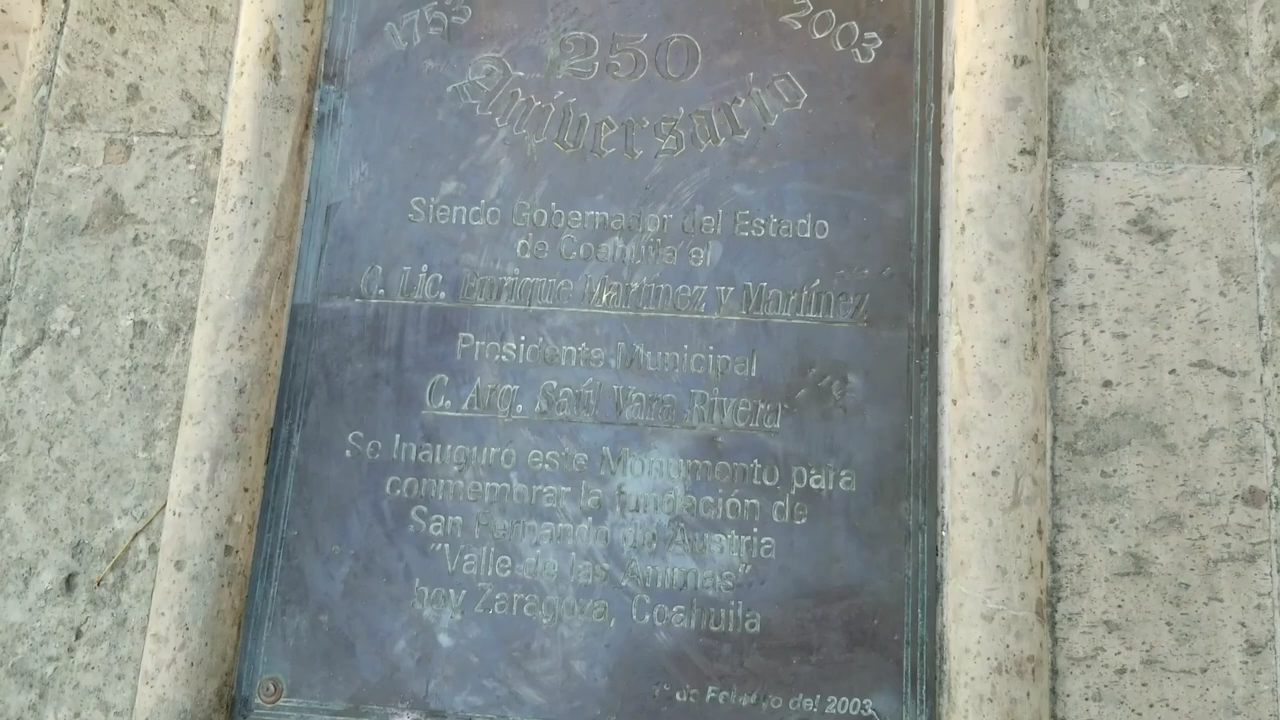 1753 2003
250
Aniversario
Siendo Gobernador del Estado
de Coahuila el
C. Lic. Enrique Martínez y Martínez
Presidente Municipal
C. Arq. Saúl Vara Rivera
Se Inauguró este Monumento para
conmemorar la fundación de
San Fernando de Austria
"Valle de las Animas"
hoy Zaragoza, Coahuila
1º de Febrero del 2003